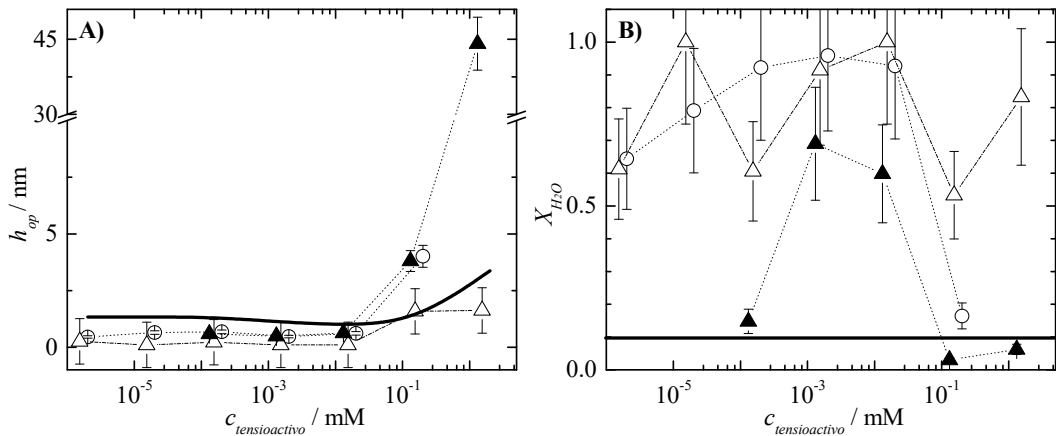 A)
45
30
5
0
h_op / nm
10^-5
10^-3
10^-1
c_tensioactivo / mM
B)
1.0
0.5
0.0
X_H2O
10^-5
10^-3
10^-1
c_tensioactivo / mM